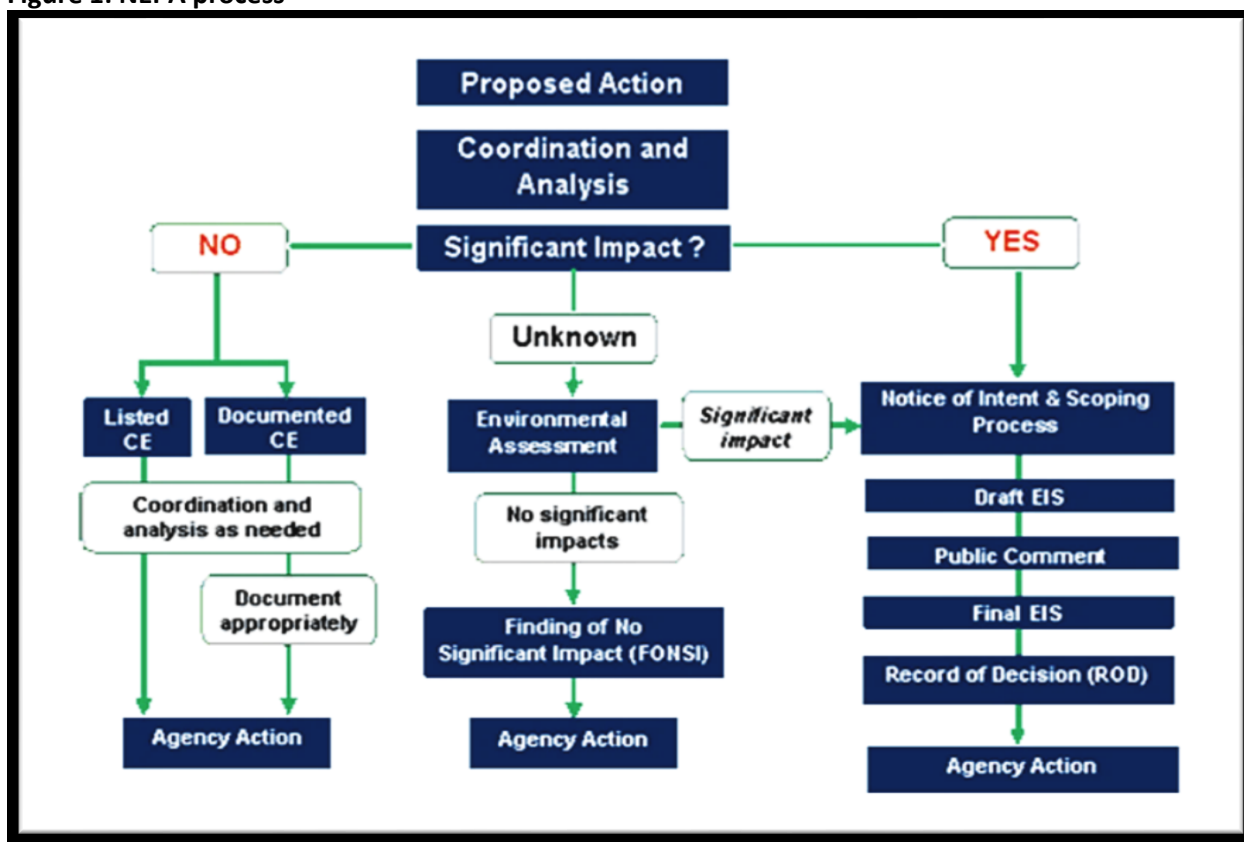 Proposed Action
Coordination and
Analysis
Significant Impact ?
NO
YES
Unknown
Listed
CE
Documented
CE
Environmental
Assessment
Significant
impact
Notice of Intent & Scoping
Process
Coordination and
analysis as needed
No significant
impacts
Draft EIS
Public Comment
Document
appropriately
Finding of No
Significant Impact (FONSI)
Final EIS
Record of Decision (ROD)
Agency Action
Agency Action
Agency Action